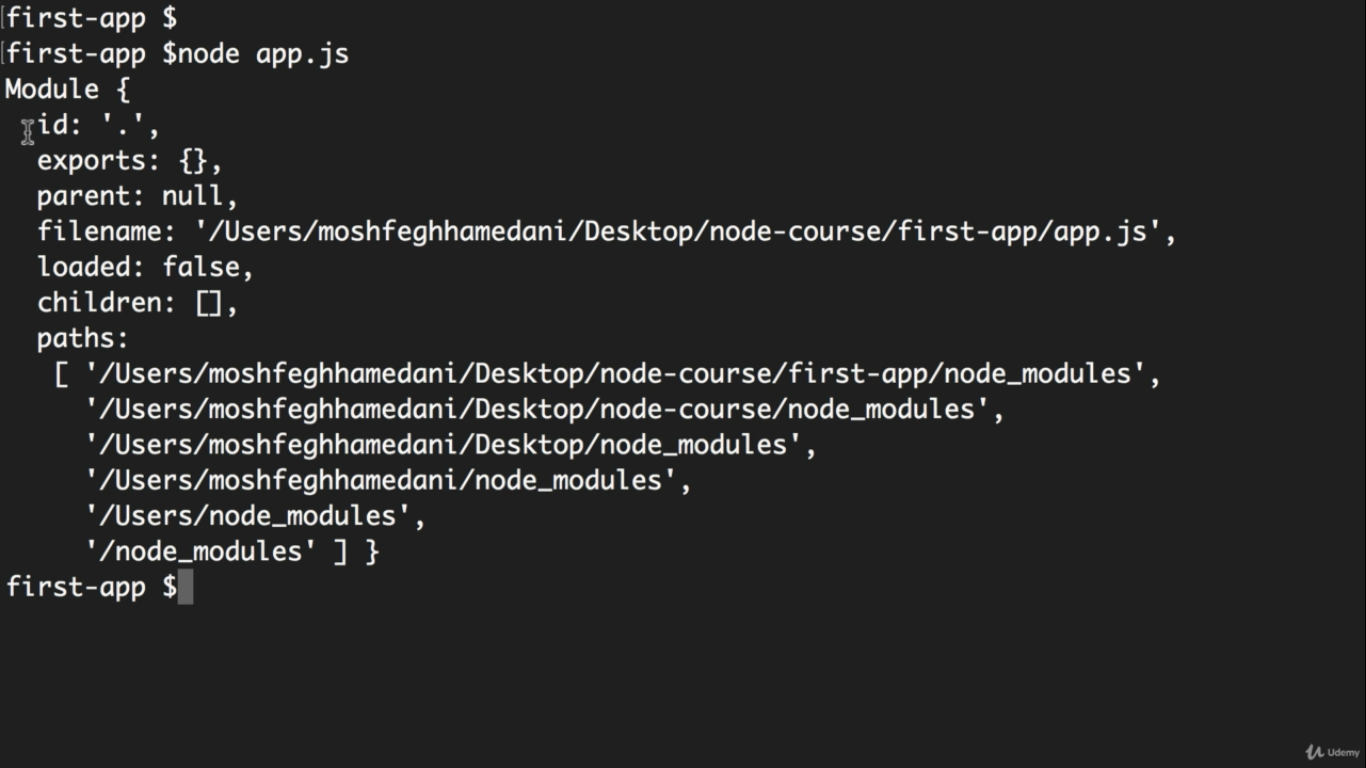 first-app $
first-app $node app.js
Module {
  id: '.',
  exports: {},
  parent: null,
  filename: '/Users/moshfeghhamedani/Desktop/node-course/first-app/app.js',
  loaded: false,
  children: [],
  paths:
   [ '/Users/moshfeghhamedani/Desktop/node-course/first-app/node_modules',
     '/Users/moshfeghhamedani/Desktop/node-course/node_modules',
     '/Users/moshfeghhamedani/Desktop/node_modules',
     '/Users/moshfeghhamedani/node_modules',
     '/Users/node_modules',
     '/node_modules' ] }
first-app $
Udemy